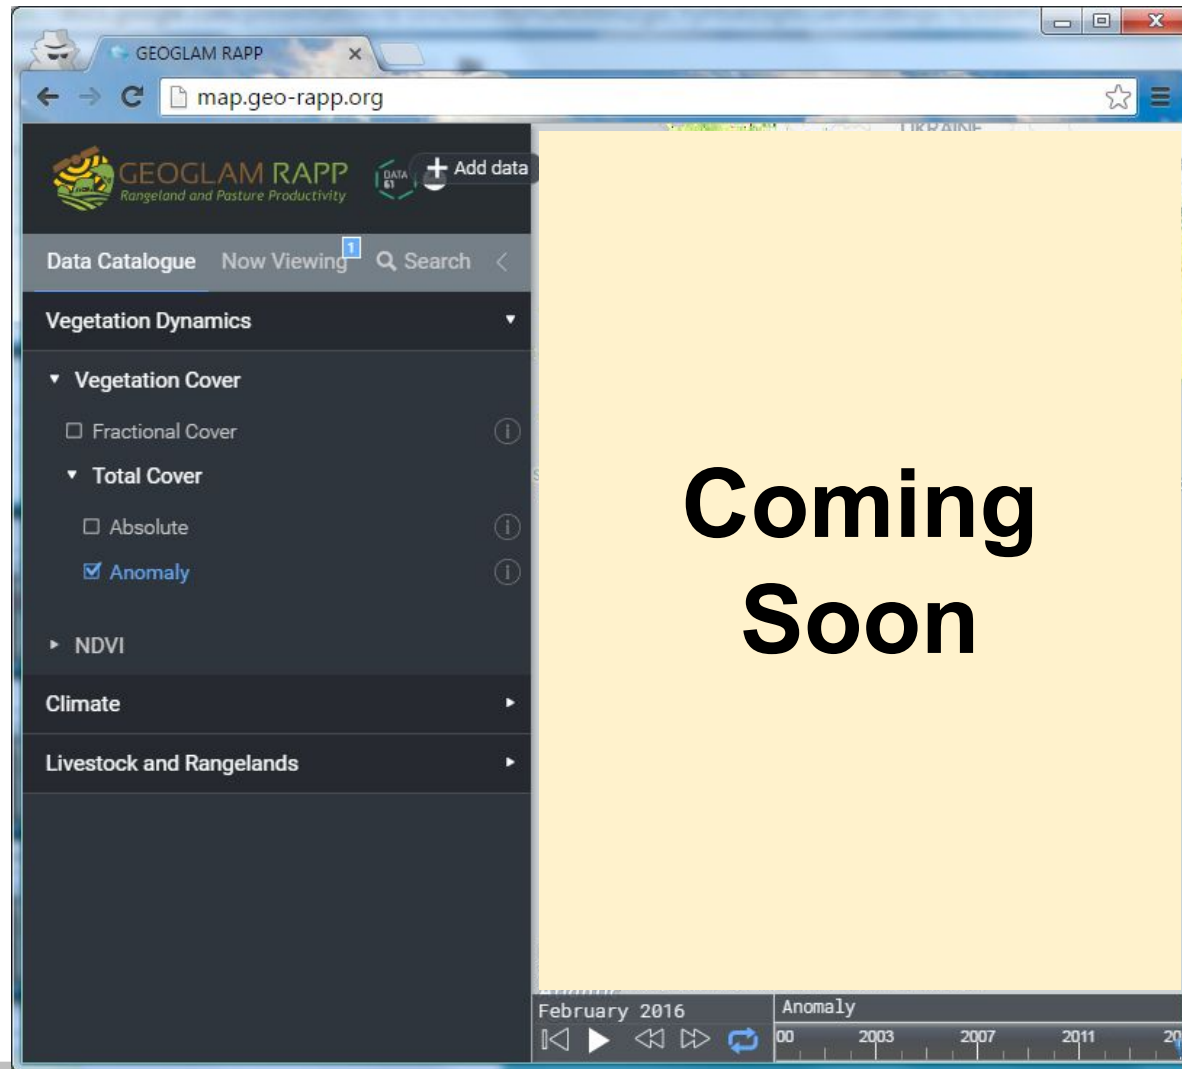 GEOGLAM RAPP
map.geo-rapp.org
UKRAINE
GEOGLAM RAPP
Rangeland and Pasture Productivity
DATA
61
Add data
Data Catalogue Now Viewing 1 Search
Vegetation Dynamics
Vegetation Cover
Fractional Cover
Total Cover
Absolute
Anomaly
NDVI
Climate
Livestock and Rangelands
Coming
Soon
February 2016
Anomaly
00 2003 2007 2011 20